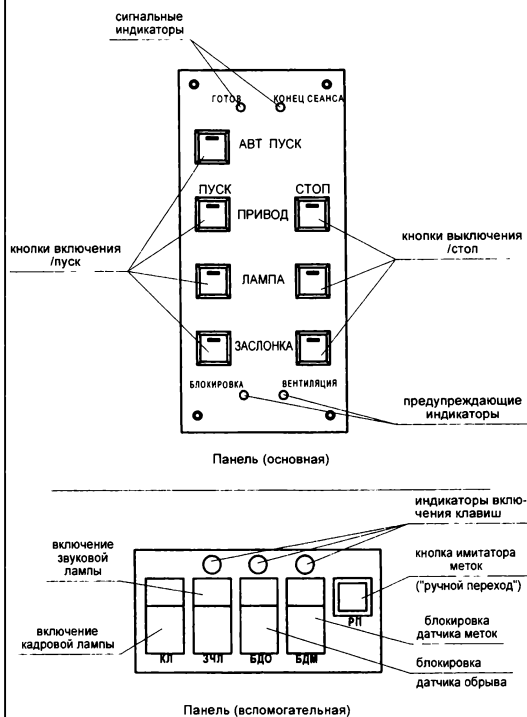 сигнальные
индикаторы
ГОТОВ КОНЕЦ СЕАНСА
АВТ ПУСК
ПУСК СТОП
ПРИВОД
кнопки включения
/пуск
кнопки выключения
/стоп
ЛАМПА
ЗАСЛОНКА
БЛОКИРОВКА ВЕНТИЛЯЦИЯ
предупреждающие
индикаторы
Панель (основная)
индикаторы вклю-
чения клавиш
включение
звуковой
лампы
кнопка имитатора
меток
("ручной переход")
включение
кадровой лампы
блокировка
датчика меток
КЛ ЗЧЛ БДО БДМ РП
блокировка
датчика обрыва
Панель (вспомогательная)